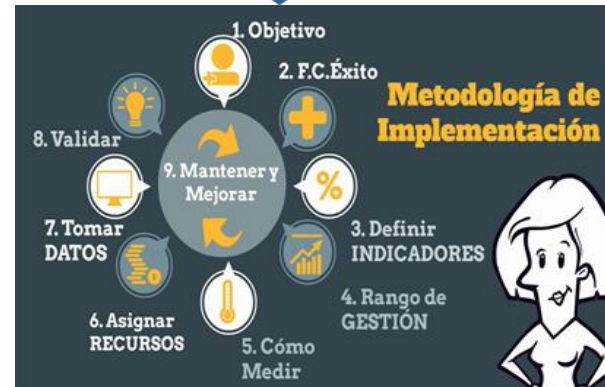 1. Objetivo
2. F.C.Éxito
Metodología de
Implementación
8. Validar
9. Mantener y
Mejorar
%
7. Tomar
DATOS
3. Definir
INDICADORES
4. Rango de
GESTIÓN
6. Asignar
RECURSOS
5. Cómo
Medir